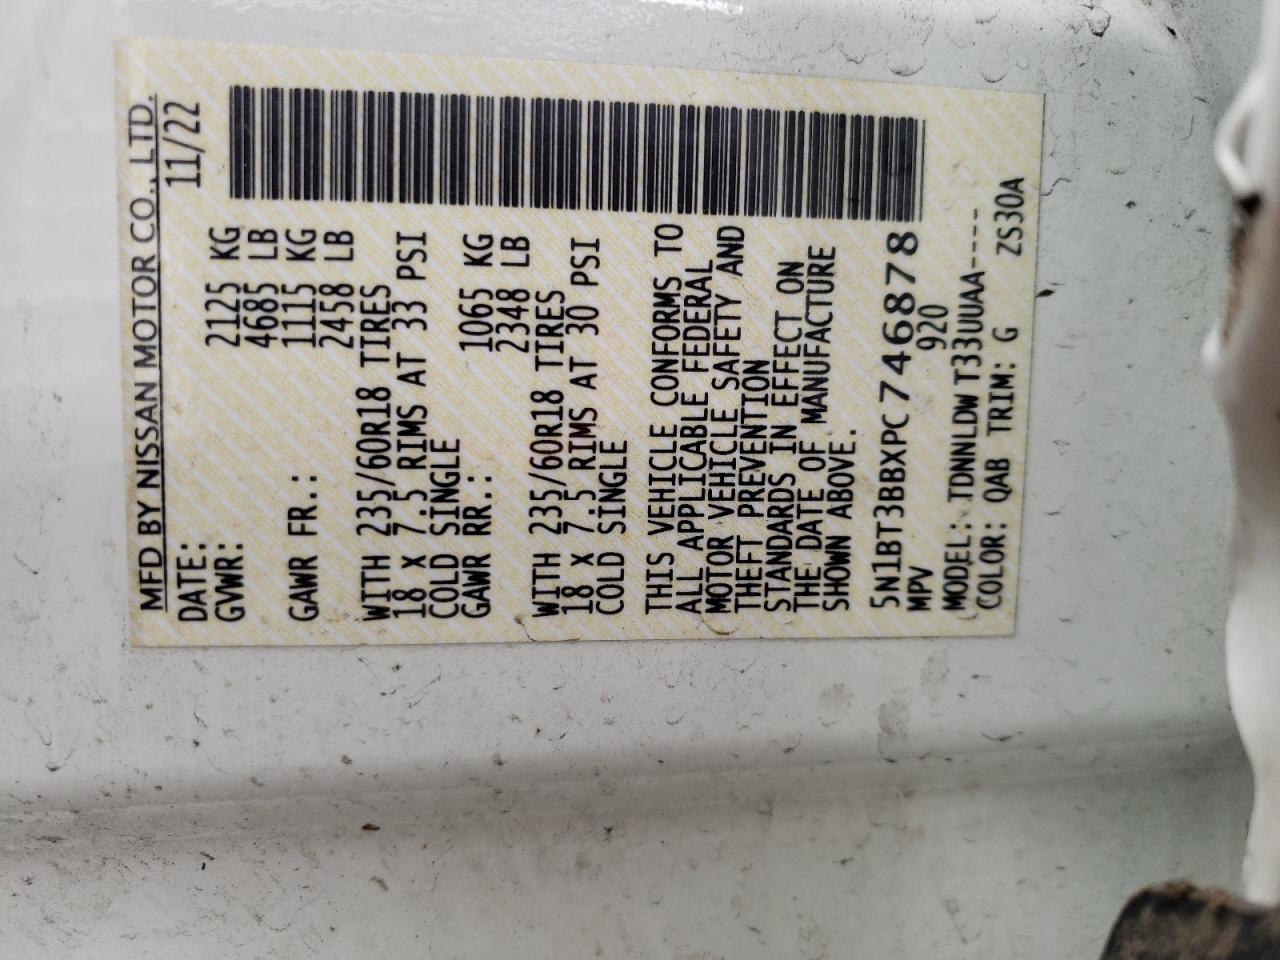 MFD BY NISSAN MOTOR CO., LTD.
DATE: 11/22
GVWR: 2125 KG
4685 LB
GAWR FR.: 1115 KG
2458 LB
WITH 235/60R18 TIRES
18 X 7.5 RIMS AT 33 PSI
COLD SINGLE
GAWR RR.: 1065 KG
2348 LB
WITH 235/60R18 TIRES
18 X 7.5 RIMS AT 30 PSI
COLD SINGLE
THIS VEHICLE CONFORMS TO
ALL APPLICABLE FEDERAL
MOTOR VEHICLE SAFETY AND
THEFT PREVENTION
STANDARDS IN EFFECT ON
THE DATE OF MANUFACTURE
SHOWN ABOVE.
5N1BT3BBXPC746878
MPV 920
MODEL: TDNNLDW T33UUAA----
COLOR: QAB TRIM: G ZS30A